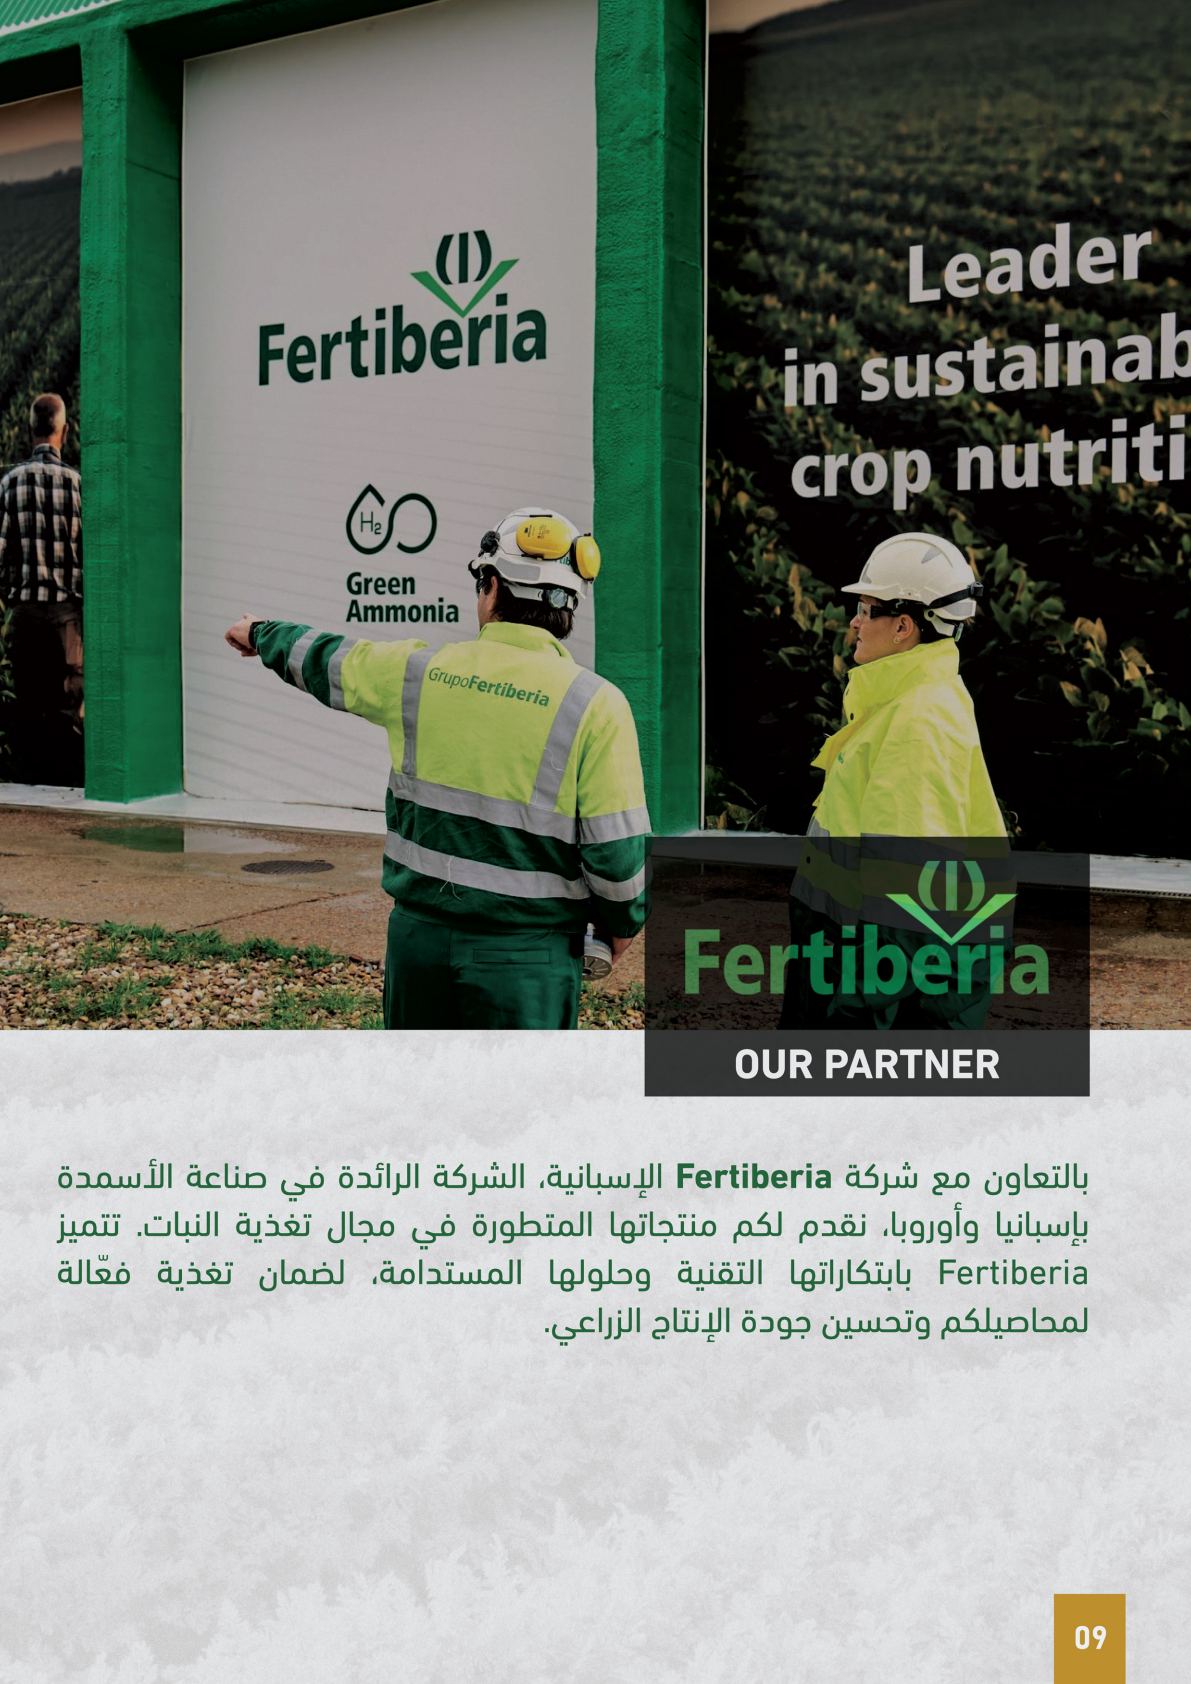 Fertiberia
H2
Green
Ammonia
Leader
in sustainab
crop nutriti
GrupoFertiberia
Fertiberia
OUR PARTNER
بالتعاون مع شركة Fertiberia الإسبانية، الشركة الرائدة في صناعة الأسمدة
بإسبانيا وأوروبا، نقدم لكم منتجاتها المتطورة في مجال تغذية النبات. تتميز
Fertiberia بابتكاراتها التقنية وحلولها المستدامة، لضمان تغذية فعّالة
لمحاصيلكم وتحسين جودة الإنتاج الزراعي.
09